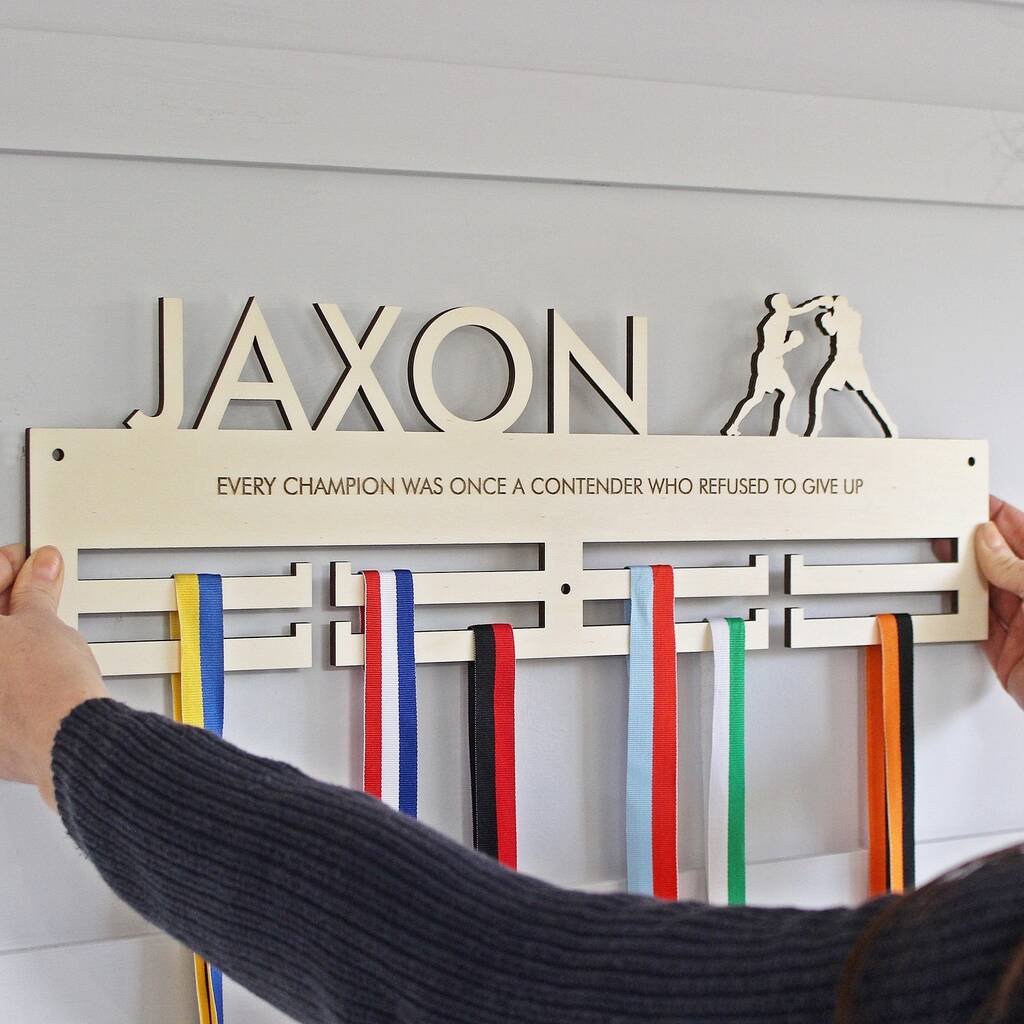 JAXON
EVERY CHAMPION WAS ONCE A CONTENDER WHO REFUSED TO GIVE UP